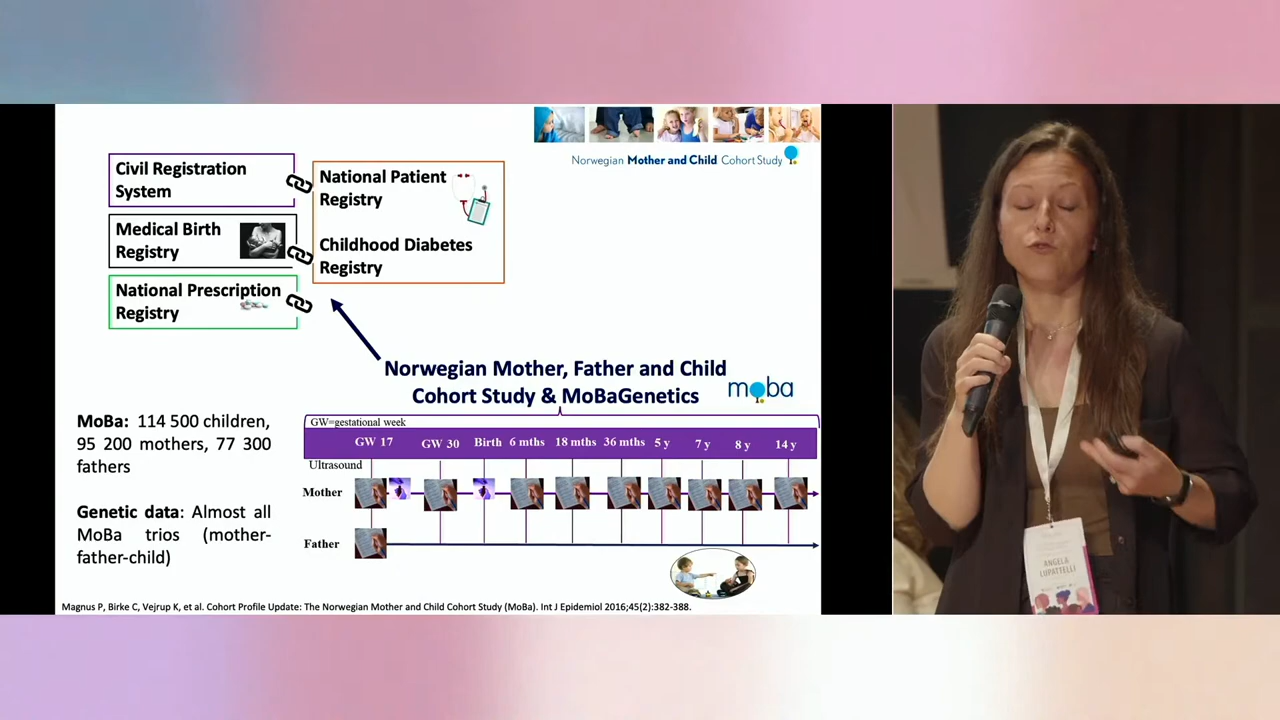 Norwegian Mother and Child Cohort Study
Civil Registration
System
Medical Birth
Registry
National Prescription
Registry
National Patient
Registry
Childhood Diabetes
Registry
Norwegian Mother, Father and Child
Cohort Study & MoBaGenetics
moba
MoBa: 114 500 children,
95 200 mothers, 77 300
fathers
Genetic data: Almost all
MoBa trios (mother-
father-child)
GW=gestational week
GW 17 GW 30 Birth 6 mths 18 mths 36 mths 5 y 7 y 8 y 14 y
Ultrasound
Mother
Father
Magnus P, Birke C, Vejrup K, et al. Cohort Profile Update: The Norwegian Mother and Child Cohort Study (MoBa). Int J Epidemiol 2016;45(2):382-388.
ANGELA
LUPATTELLI